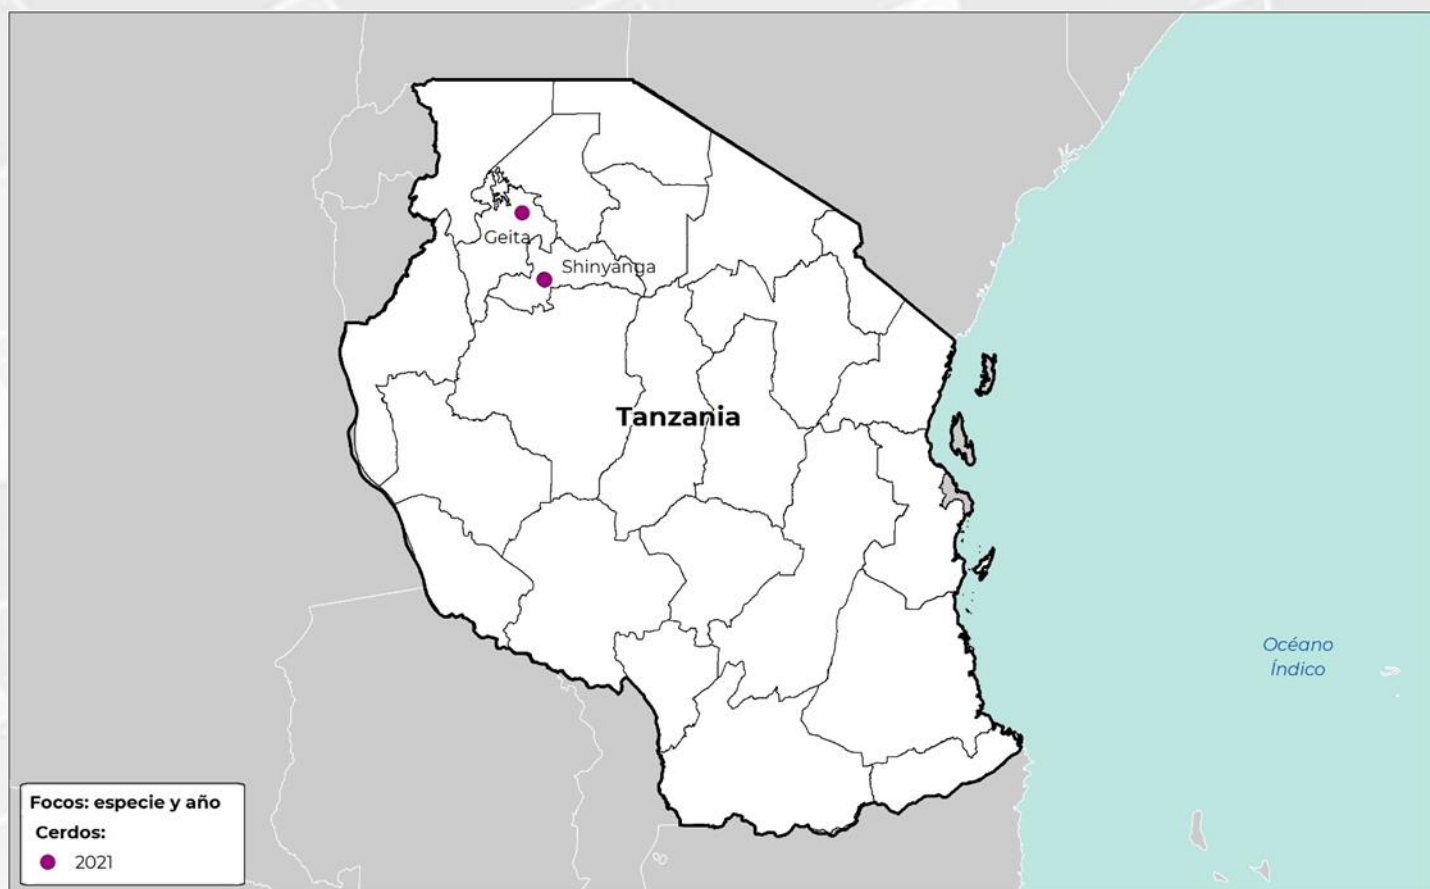 Geita
Shinyanga
Tanzania
Océano
Índico
Focos: especie y año
Cerdos:
2021